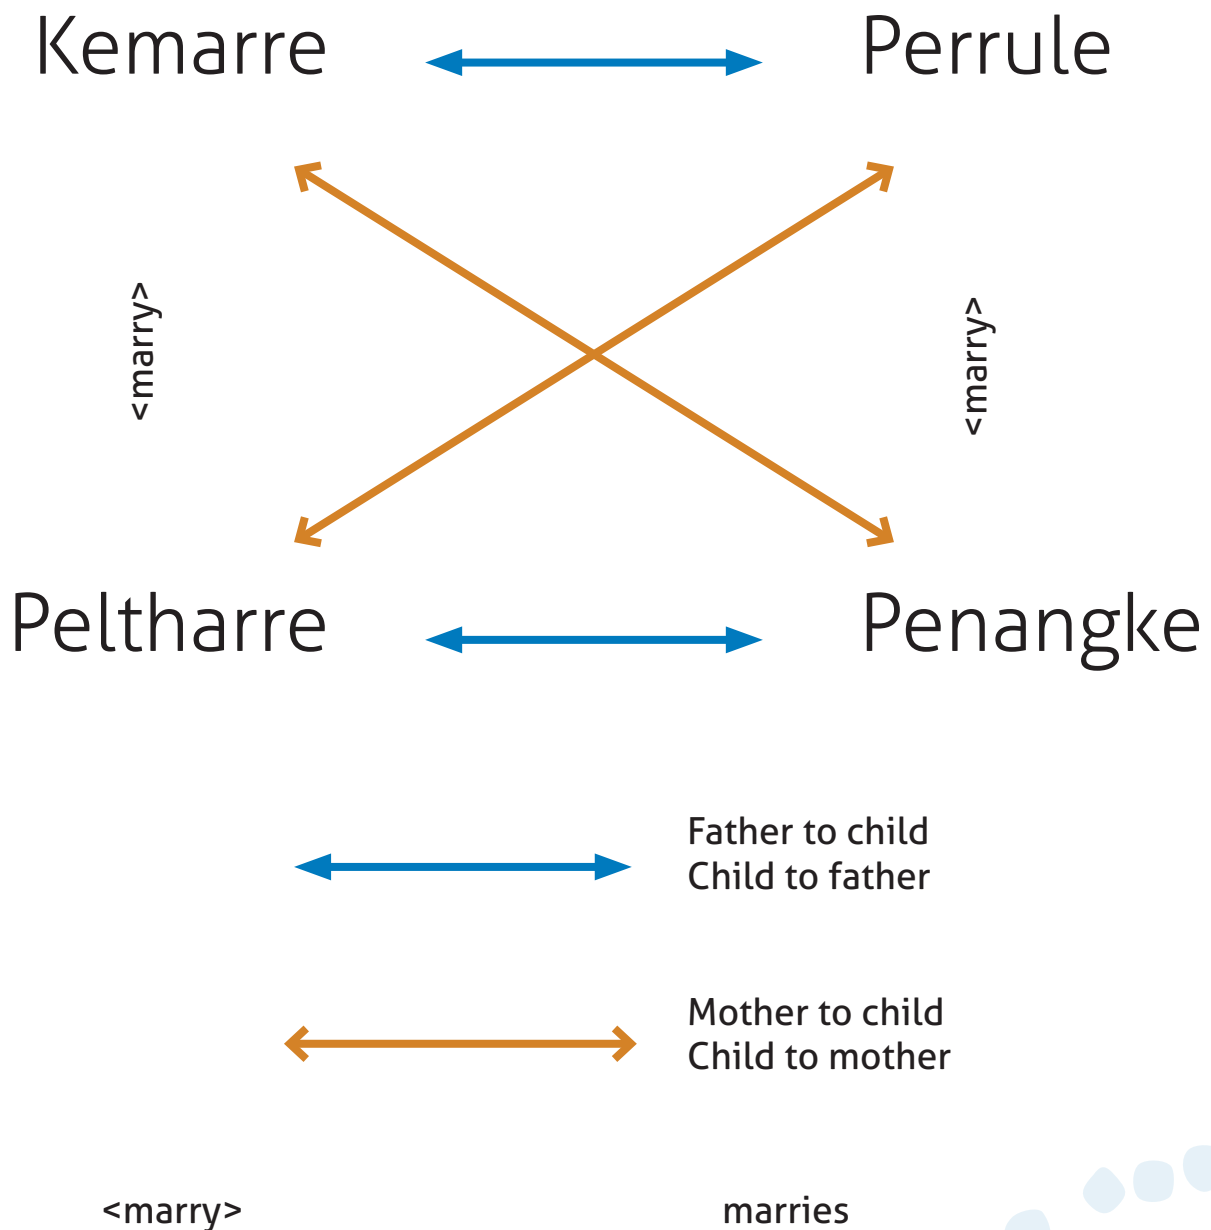 Kemarre
Perrule
<marry>
<marry>
Peltharre
Penangke
Father to child
Child to father
Mother to child
Child to mother
<marry>
marries